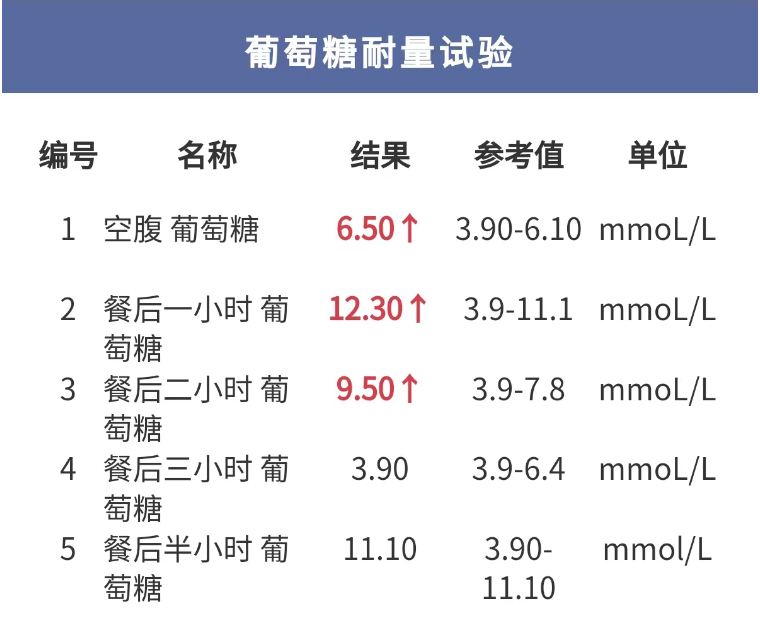 葡萄糖耐量试验
编号 名称 结果 参考值 单位
1 空腹 葡萄糖 6.50↑ 3.90-6.10 mmoL/L
2 餐后一小时 葡 12.30↑ 3.9-11.1 mmoL/L
萄糖
3 餐后二小时 葡 9.50↑ 3.9-7.8 mmoL/L
萄糖
4 餐后三小时 葡 3.90 3.9-6.4 mmoL/L
萄糖
5 餐后半小时 葡 11.10 3.90- mmol/L
萄糖 11.10